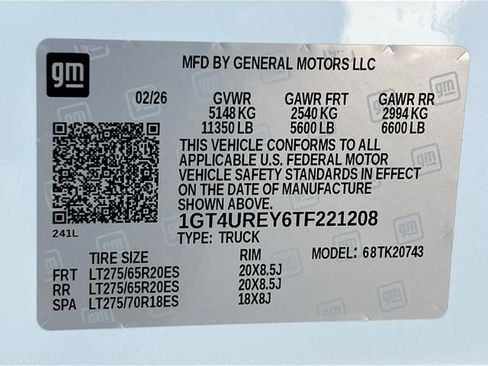 gm
MFD BY GENERAL MOTORS LLC
02/26 GVWR GAWR FRT GAWR RR
5148 KG 2540 KG 2994 KG
11350 LB 5600 LB 6600 LB
THIS VEHICLE CONFORMS TO ALL
APPLICABLE U.S. FEDERAL MOTOR
VEHICLE SAFETY STANDARDS IN EFFECT
ON THE DATE OF MANUFACTURE
SHOWN ABOVE.
241L
1GT4UREY6TF221208
TYPE: TRUCK
TIRE SIZE RIM MODEL: 68TK20743
FRT LT275/65R20ES 20X8.5J
RR LT275/65R20ES 20X8.5J
SPA LT275/70R18ES 18X8J